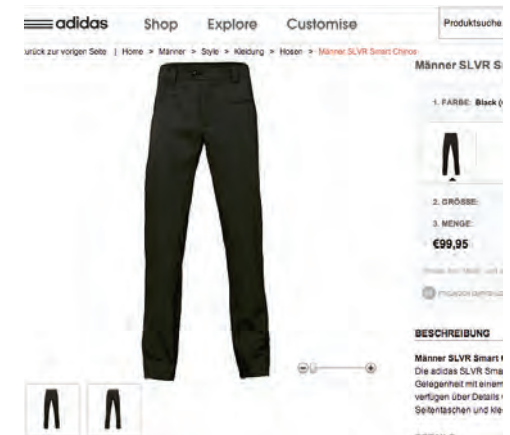 adidas
Shop Explore Customise
Produktsuche
urück zur vorigen Seite | Home > Männer > Style > Kleidung > Hosen > Männer SLVR Smart Chinos
Männer SLVR S
1. FARBE: Black (
2. GRÖSSE:
3. MENGE:
€99,95
BESCHREIBUNG
Männer SLVR Smart
Die adidas SLVR Sma
Gelegenheit mit einem
verfügen über Details
Seitentaschen und kle